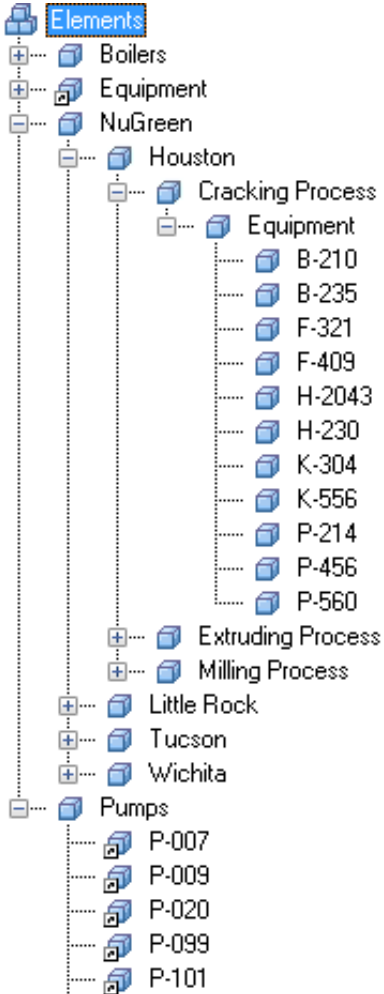 Elements
Boilers
Equipment
NuGreen
Houston
Cracking Process
Equipment
B-210
B-235
F-321
F-409
H-2043
H-230
K-304
K-556
P-214
P-456
P-560
Extruding Process
Milling Process
Little Rock
Tucson
Wichita
Pumps
P-007
P-009
P-020
P-099
P-101